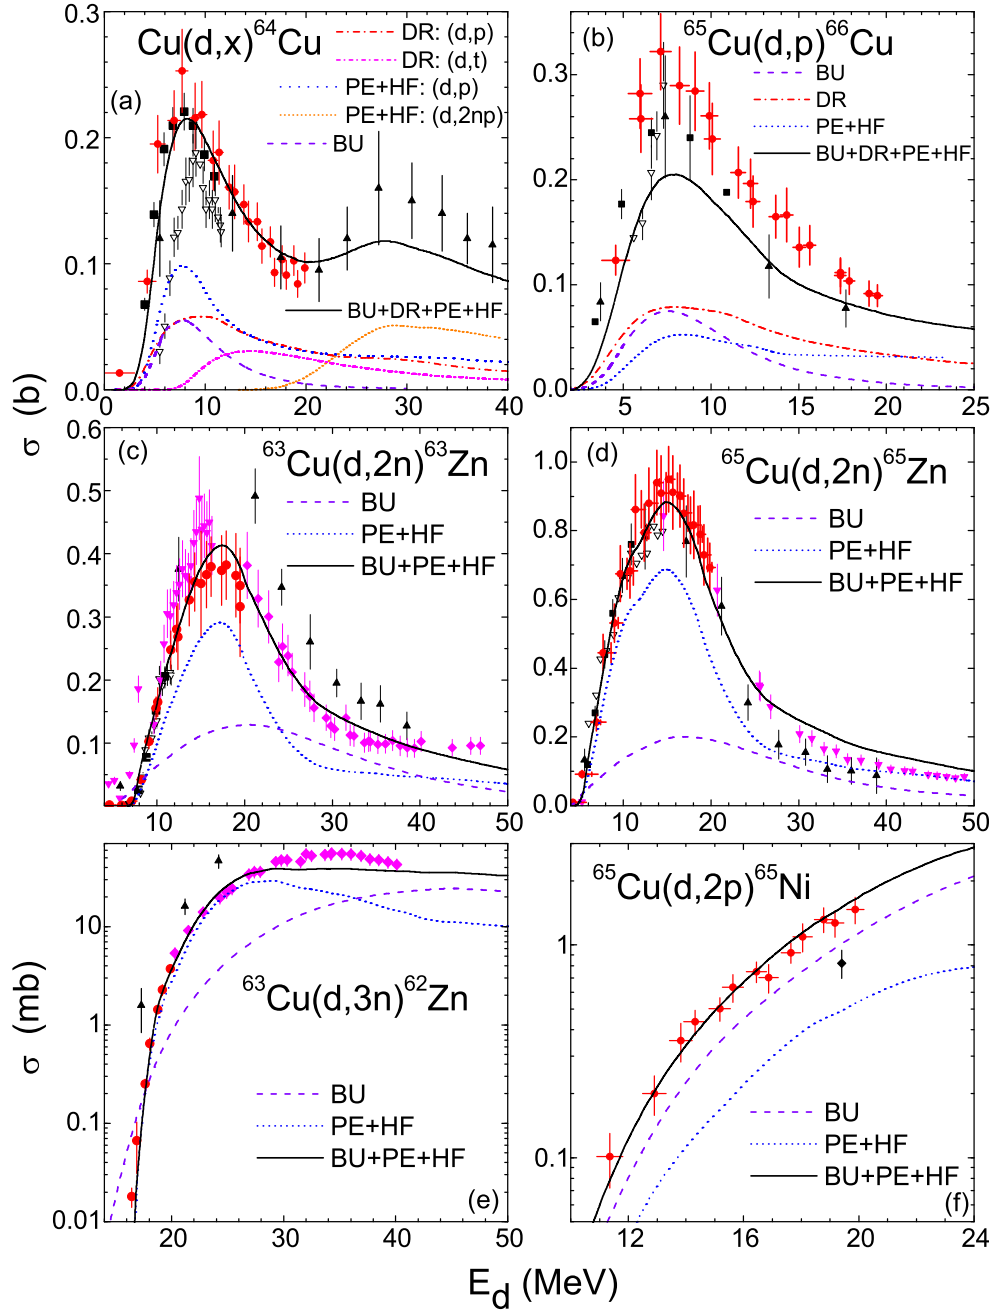 Cu(d,x)⁶⁴Cu
(a)
DR: (d,p)
DR: (d,t)
PE+HF: (d,p)
PE+HF: (d,2np)
BU
BU+DR+PE+HF
0.3
0.2
0.1
0.0
0 10 20 30 40
(b)
⁶⁵Cu(d,p)⁶⁶Cu
BU
DR
PE+HF
BU+DR+PE+HF
0.3
0.2
0.1
0.0
5 10 15 20 25
σ (b)
(c)
⁶³Cu(d,2n)⁶³Zn
BU
PE+HF
BU+PE+HF
0.6
0.5
0.4
0.3
0.2
0.1
10 20 30 40 50
(d)
⁶⁵Cu(d,2n)⁶⁵Zn
BU
PE+HF
BU+PE+HF
1.0
0.8
0.6
0.4
0.2
0.0
10 20 30 40 50
σ (mb)
⁶³Cu(d,3n)⁶²Zn
BU
PE+HF
BU+PE+HF
(e)
10
1
0.1
0.01
20 30 40 50
⁶⁵Cu(d,2p)⁶⁵Ni
BU
PE+HF
BU+PE+HF
(f)
1
0.1
12 16 20 24
E_d (MeV)